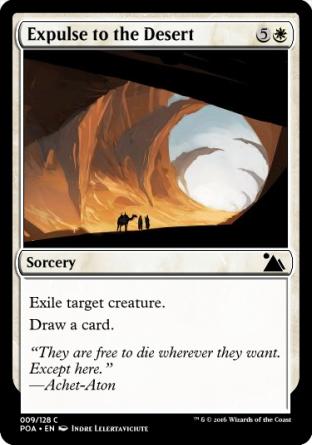 Expulse to the Desert 5
Sorcery
Exile target creature.
Draw a card.
“They are free to die wherever they want.
Except here.”
—Achet-Aton
009/128 C
POA • EN Indre Lelertaviciute
™ & © 2016 Wizards of the Coast